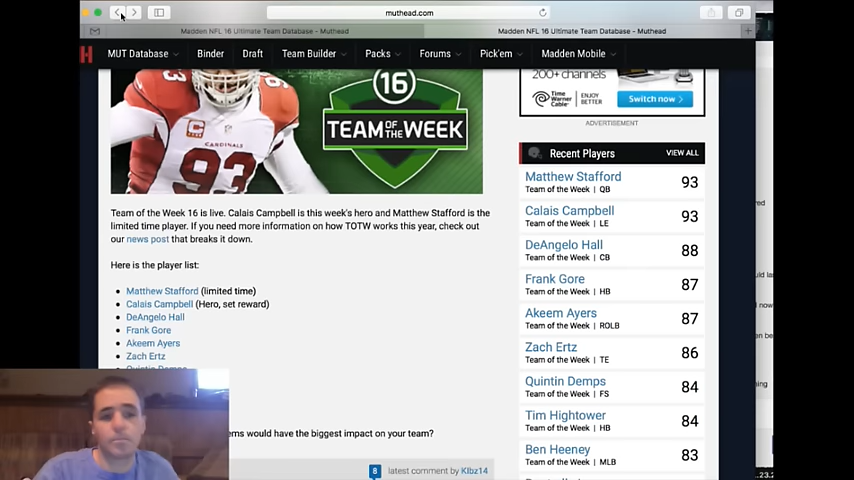 muthead.com
Madden NFL 16 Ultimate Team Database - Muthead
Madden NFL 16 Ultimate Team Database - Muthead
MUT Database
Binder
Draft
Team Builder
Packs
Forums
Pick'em
Madden Mobile
93
C
CARDINALS
93
16
TEAM OF THE WEEK
200+ channels
Time Warner Cable
ENJOY BETTER
Switch now
ADVERTISEMENT
Team of the Week 16 is live. Calais Campbell is this week's hero and Matthew Stafford is the
limited time player. If you need more information on how TOTW works this year, check out
our news post that breaks it down.
Here is the player list:
Matthew Stafford (limited time)
Calais Campbell (Hero, set reward)
DeAngelo Hall
Frank Gore
Akeem Ayers
Zach Ertz
Quintin Demps
ems would have the biggest impact on your team?
8 latest comment by Klbz14
Recent Players
VIEW ALL
Matthew Stafford
Team of the Week | QB
93
Calais Campbell
Team of the Week | LE
93
DeAngelo Hall
Team of the Week | CB
88
Frank Gore
Team of the Week | HB
87
Akeem Ayers
Team of the Week | ROLB
87
Zach Ertz
Team of the Week | TE
86
Quintin Demps
Team of the Week | FS
84
Tim Hightower
Team of the Week | HB
84
Ben Heeney
Team of the Week | MLB
83